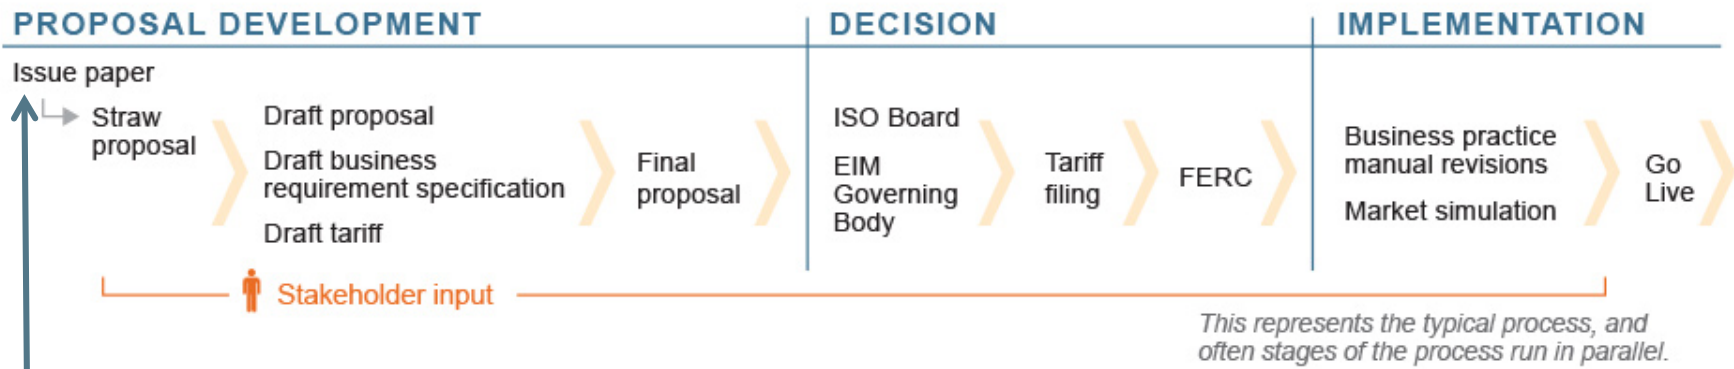 PROPOSAL DEVELOPMENT
DECISION
IMPLEMENTATION
Issue paper
Straw
proposal
Draft proposal
Draft business
requirement specification
Draft tariff
Final
proposal
ISO Board
EIM
Governing
Body
Tariff
filing
FERC
Business practice
manual revisions
Market simulation
Go
Live
Stakeholder input
This represents the typical process, and
often stages of the process run in parallel.